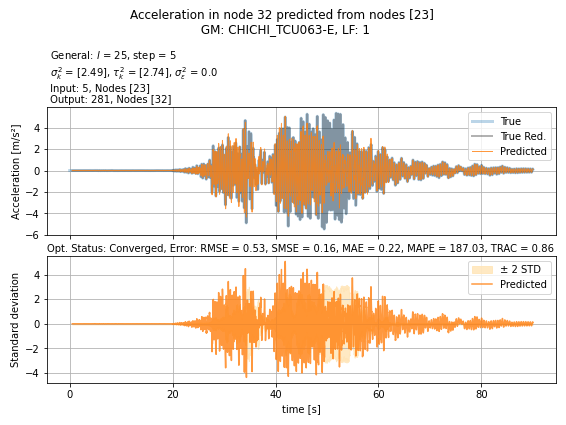 Acceleration in node 32 predicted from nodes [23]
GM: CHICHI_TCU063-E, LF: 1
General: l = 25, step = 5
σ²ₖ = [2.49], τ²ₖ = [2.74], σ²ε = 0.0
Input: 5, Nodes [23]
Output: 281, Nodes [32]
Acceleration [m/s²]
4
2
0
−2
−4
−6
True
True Red.
Predicted
Opt. Status: Converged, Error: RMSE = 0.53, SMSE = 0.16, MAE = 0.22, MAPE = 187.03, TRAC = 0.86
Standard deviation
4
2
0
−2
−4
± 2 STD
Predicted
0 20 40 60 80
time [s]